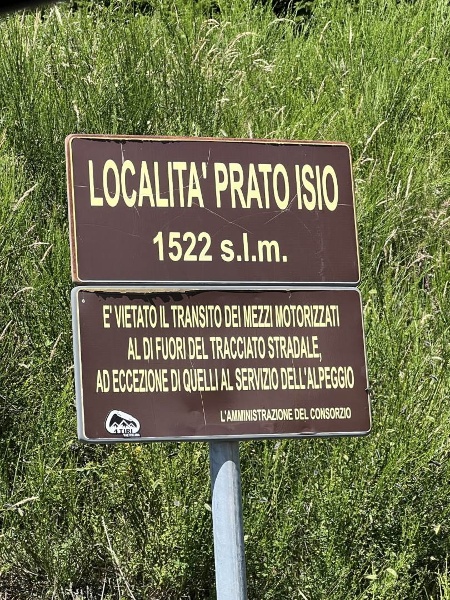 LOCALITA' PRATO ISIO
1522 s.l.m.
E' VIETATO IL TRANSITO DEI MEZZI MOTORIZZATI
AL DI FUORI DEL TRACCIATO STRADALE,
AD ECCEZIONE DI QUELLI AL SERVIZIO DELL'ALPEGGIO
L'AMMINISTRAZIONE DEL CONSORZIO